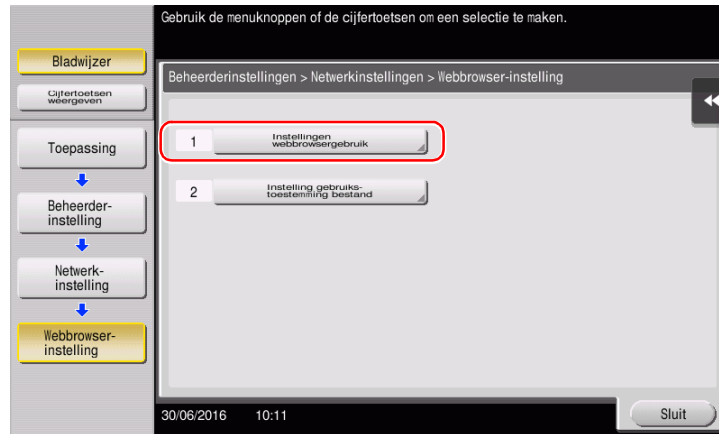 Gebruik de menuknoppen of de cijfertoetsen om een selectie te maken.
Bladwijzer
Cijfertoetsen
weergeven
Toepassing
Beheerder-
instelling
Netwerk-
instelling
Webbrowser-
instelling
Beheerderinstellingen > Netwerkinstellingen > Webbrowser-instelling
1
Instellingen
webbrowsergebruik
2
Instelling gebruiks-
toestemming bestand
30/06/2016 10:11
Sluit